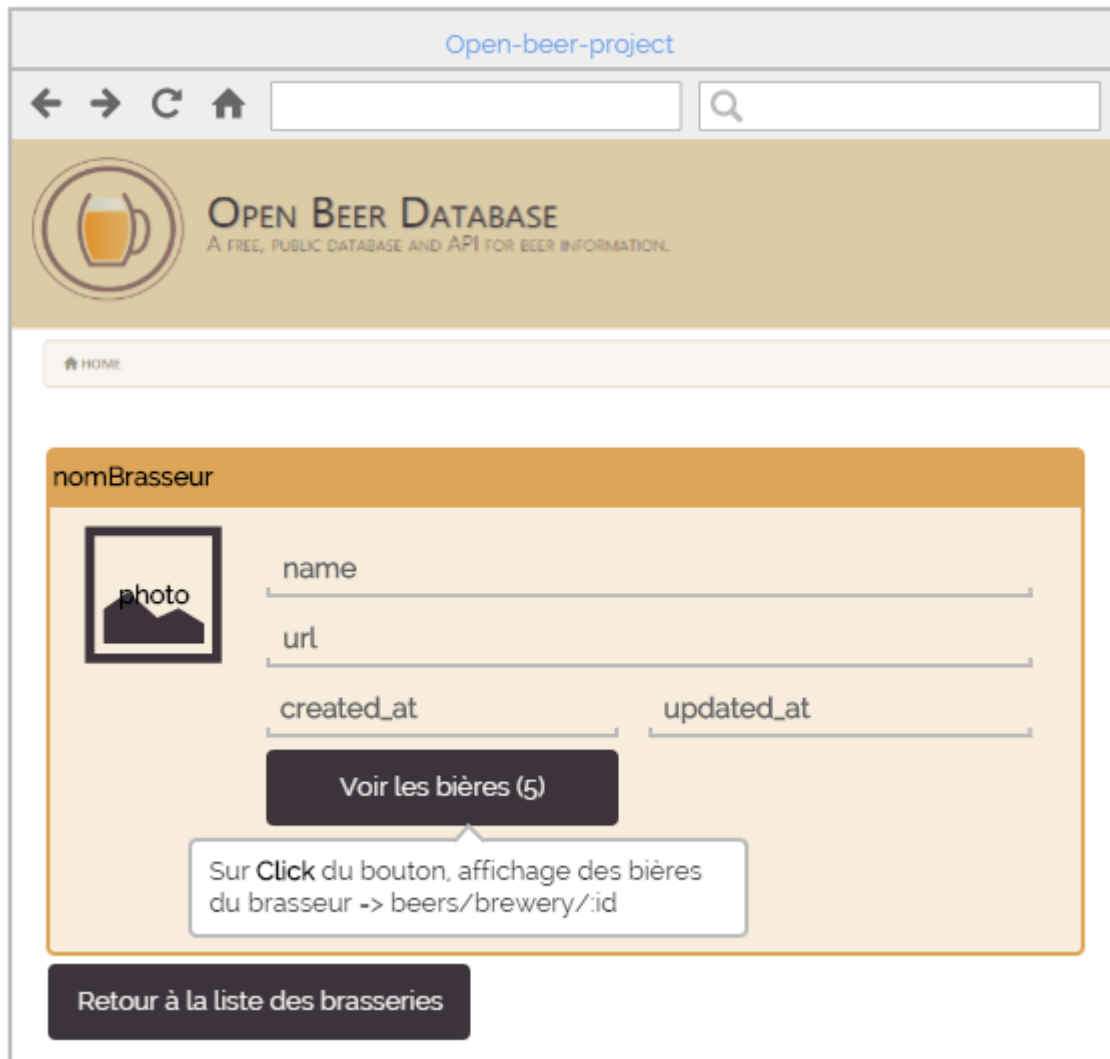 Open-beer-project
OPEN BEER DATABASE
A FREE, PUBLIC DATABASE AND API FOR BEER INFORMATION.
HOME
nomBrasseur
photo
name
url
created_at updated_at
Voir les bières (5)
Sur Click du bouton, affichage des bières
du brasseur => beers/brewery/:id
Retour à la liste des brasseries